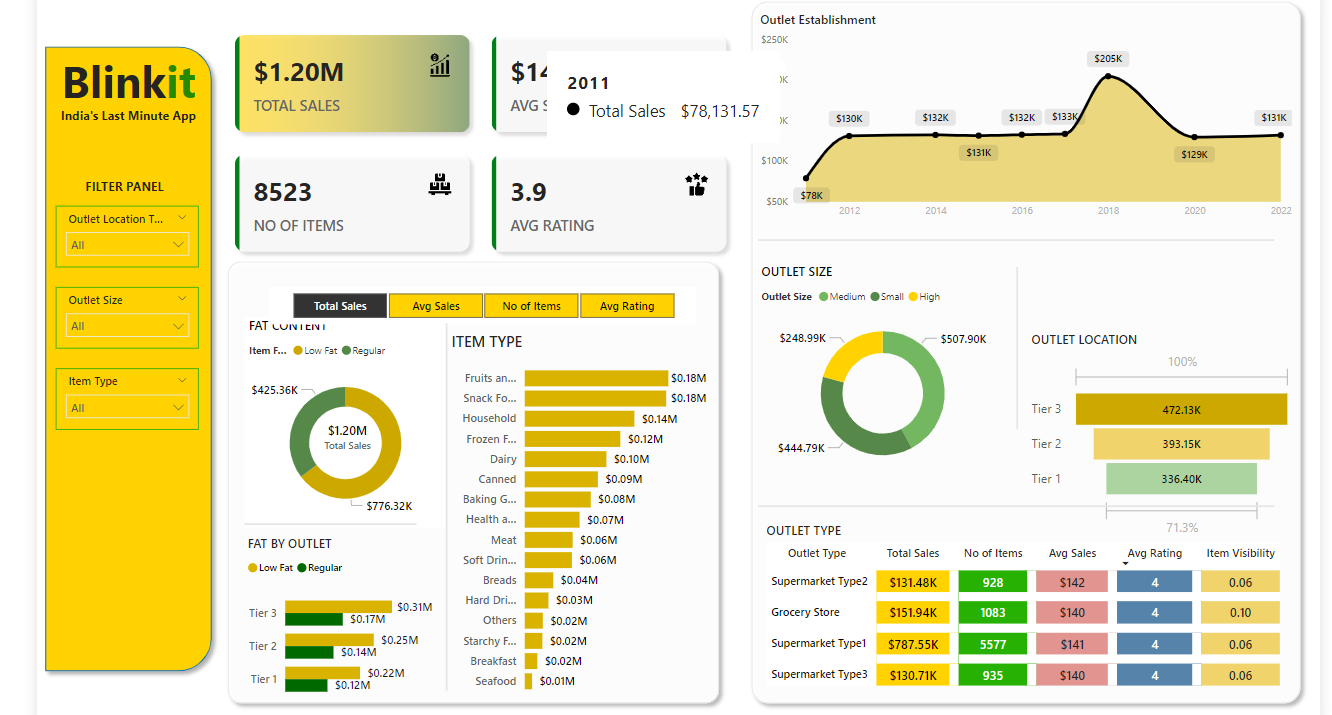 Blinkit
India's Last Minute App
FILTER PANEL
Outlet Location T...
All
Outlet Size
All
Item Type
All
$1.20M
TOTAL SALES
$14
AVG S
2011
Total Sales $78,131.57
8523
NO OF ITEMS
3.9
AVG RATING
Total Sales
Avg Sales
No of Items
Avg Rating
FAT CONTENT
Item F... Low Fat Regular
$425.36K
$1.20M
Total Sales
$776.32K
FAT BY OUTLET
Low Fat Regular
Tier 3 $0.31M
$0.17M
Tier 2 $0.25M
$0.14M
Tier 1 $0.22M
$0.12M
ITEM TYPE
Fruits an... $0.18M
Snack Fo... $0.18M
Household $0.14M
Frozen F... $0.12M
Dairy $0.10M
Canned $0.09M
Baking G... $0.08M
Health a... $0.07M
Meat $0.06M
Soft Drin... $0.06M
Breads $0.04M
Hard Dri... $0.03M
Others $0.02M
Starchy F... $0.02M
Breakfast $0.02M
Seafood $0.01M
Outlet Establishment
$250K
0K
0K
$100K
$50K
$78K
$130K
$132K
$131K
$132K
$133K
$205K
$129K
$131K
2012 2014 2016 2018 2020 2022
OUTLET SIZE
Outlet Size Medium Small High
$248.99K
$507.90K
$444.79K
OUTLET LOCATION
100%
Tier 3 472.13K
Tier 2 393.15K
Tier 1 336.40K
71.3%
OUTLET TYPE
Outlet Type Total Sales No of Items Avg Sales Avg Rating Item Visibility
Supermarket Type2 $131.48K 928 $142 4 0.06
Grocery Store $151.94K 1083 $140 4 0.10
Supermarket Type1 $787.55K 5577 $141 4 0.06
Supermarket Type3 $130.71K 935 $140 4 0.06